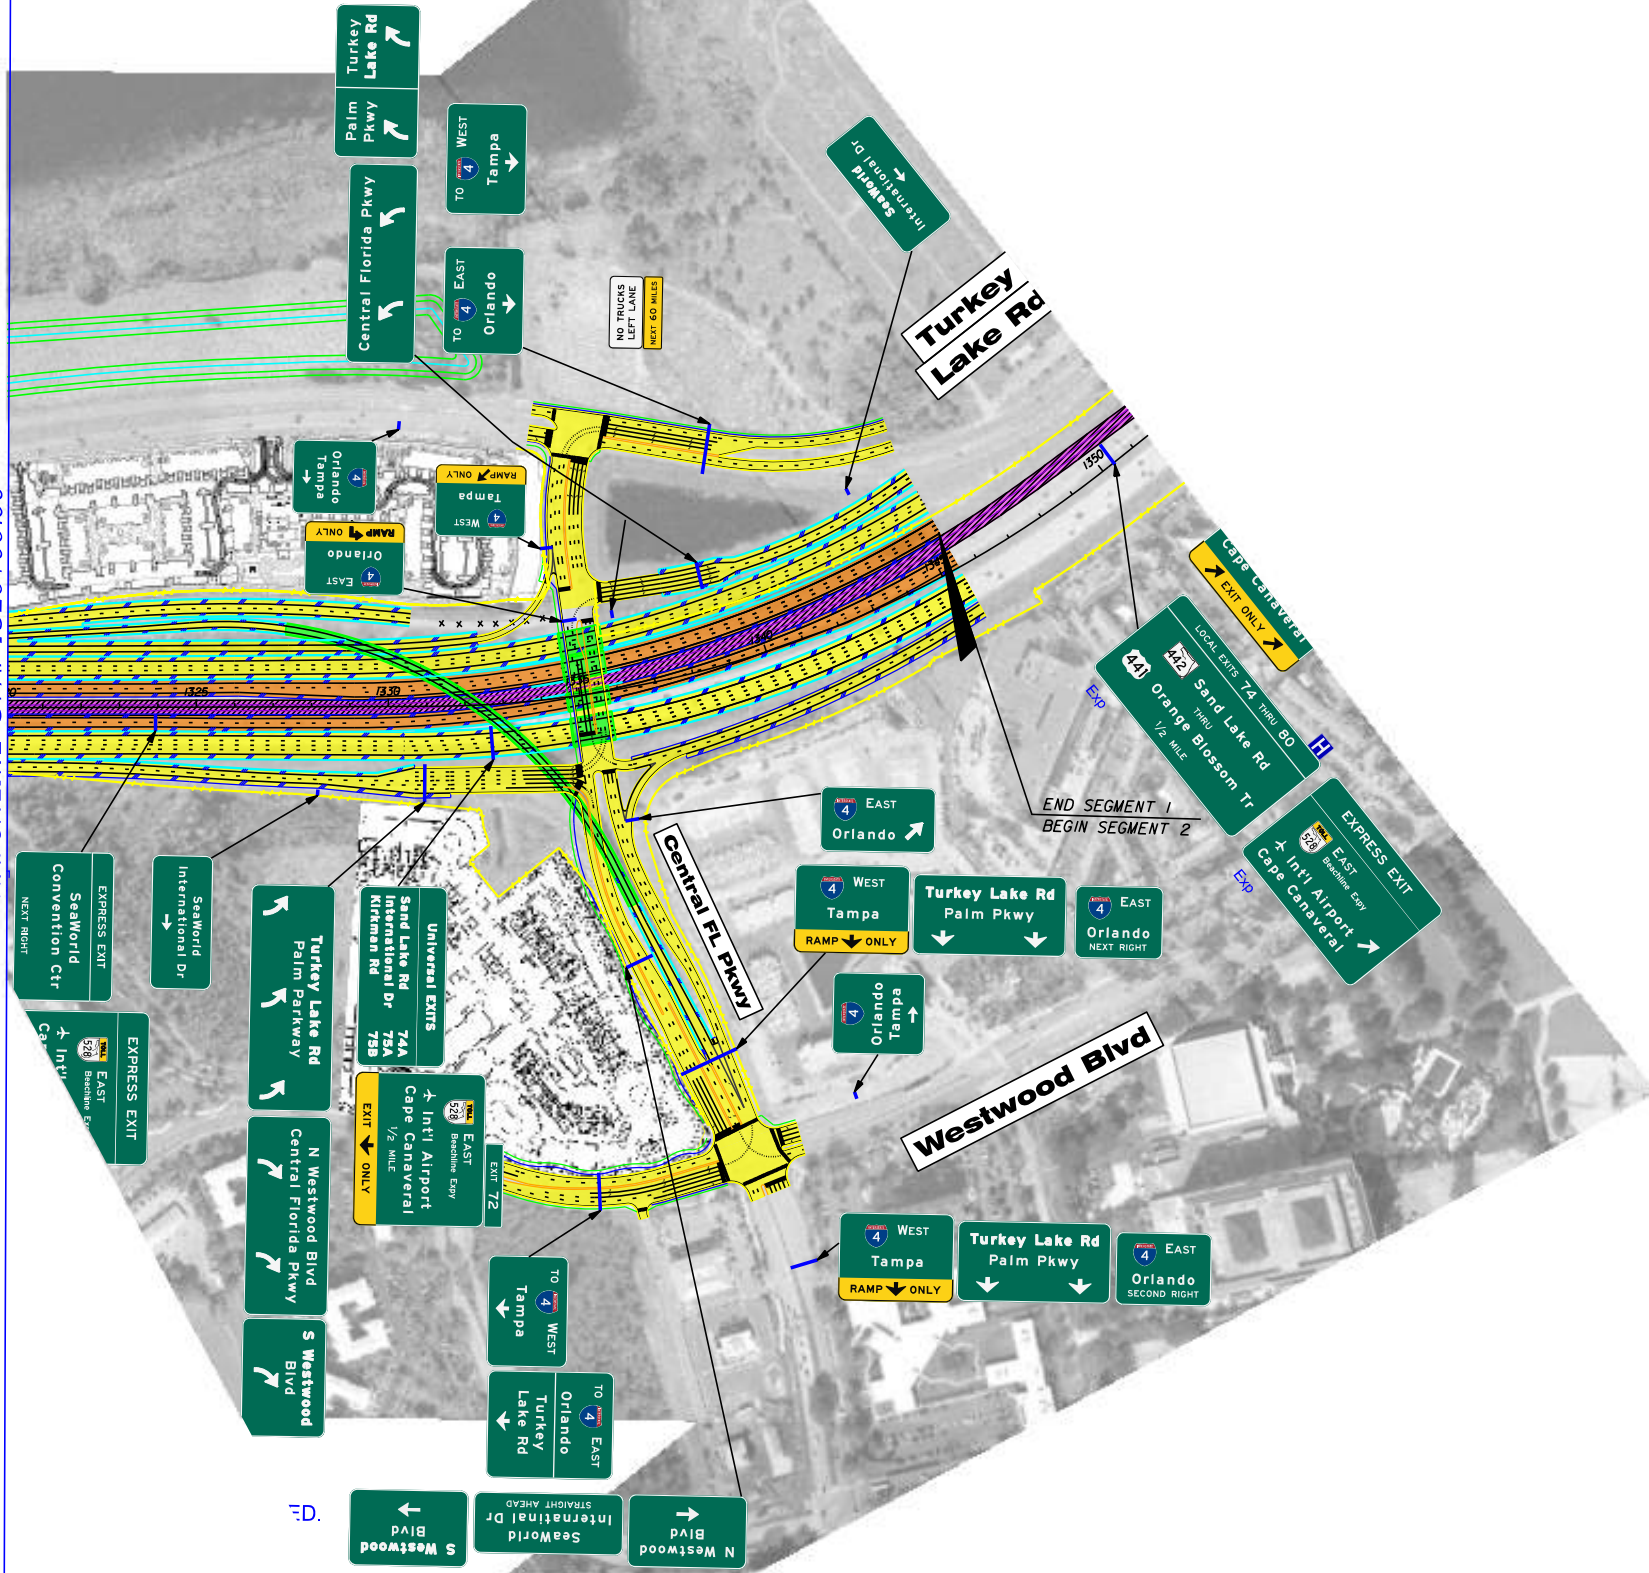 Turkey
Lake Rd
Palm
Pkwy
Central Florida Pkwy
TO 4 WEST
Tampa
TO 4 EAST
Orlando
NO TRUCKS
LEFT LANE
NEXT 60 MILES
SeaWorld
International Dr
Turkey
Lake Rd
4
Orlando
Tampa
RAMP ONLY
Tampa
WEST 4
RAMP ONLY
Orlando
EAST 4
1325
1330
1335
1340
1350
Cape Canaveral
EXIT ONLY
LOCAL EXITS 74 THRU 80
441
442
Sand Lake Rd
THRU
Orange Blossom Tr
1/2 MILE
Exp
H
EXPRESS EXIT
TOLL
528
EAST
Beachline Expy
Int'l Airport
Cape Canaveral
Exp
END SEGMENT 1
BEGIN SEGMENT 2
4 EAST
Orlando
Central FL Pkwy
4 WEST
Tampa
RAMP ONLY
Turkey Lake Rd
Palm Pkwy
4 EAST
Orlando
NEXT RIGHT
4
Orlando
Tampa
Westwood Blvd
4 WEST
Tampa
RAMP ONLY
Turkey Lake Rd
Palm Pkwy
4 EAST
Orlando
SECOND RIGHT
EXPRESS EXIT
SeaWorld
Convention Ctr
NEXT RIGHT
SeaWorld
International Dr
Turkey Lake Rd
Palm Parkway
Universal EXITS
Sand Lake Rd 74A
International Dr 75A
Kirkman Rd 75B
EXPRESS EXIT
TOLL
528
EAST
Int'l
EXIT 72
TOLL
528
EAST
Beachline Expy
Int'l Airport
Cape Canaveral
1/2 MILE
EXIT ONLY
N Westwood Blvd
Central Florida Pkwy
S Westwood
Blvd
TO 4 WEST
Tampa
TO 4 EAST
Orlando
Turkey
Lake Rd
S Westwood
Blvd
SeaWorld
Internatinal Dr
STRAIGHT AHEAD
N Westwood
Blvd
ED.